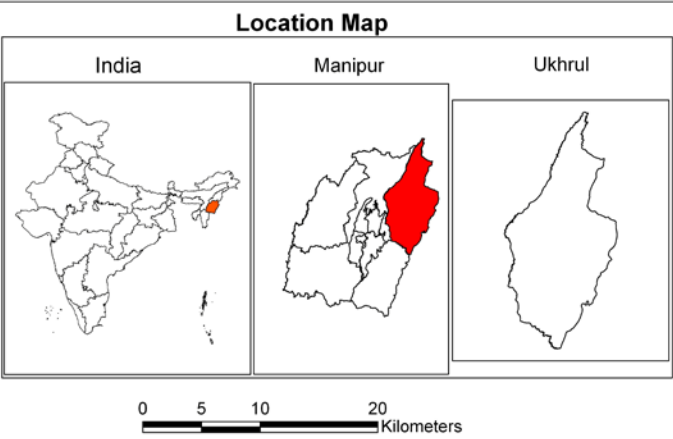 Location Map
India
Manipur
Ukhrul
0 5 10 20
Kilometers